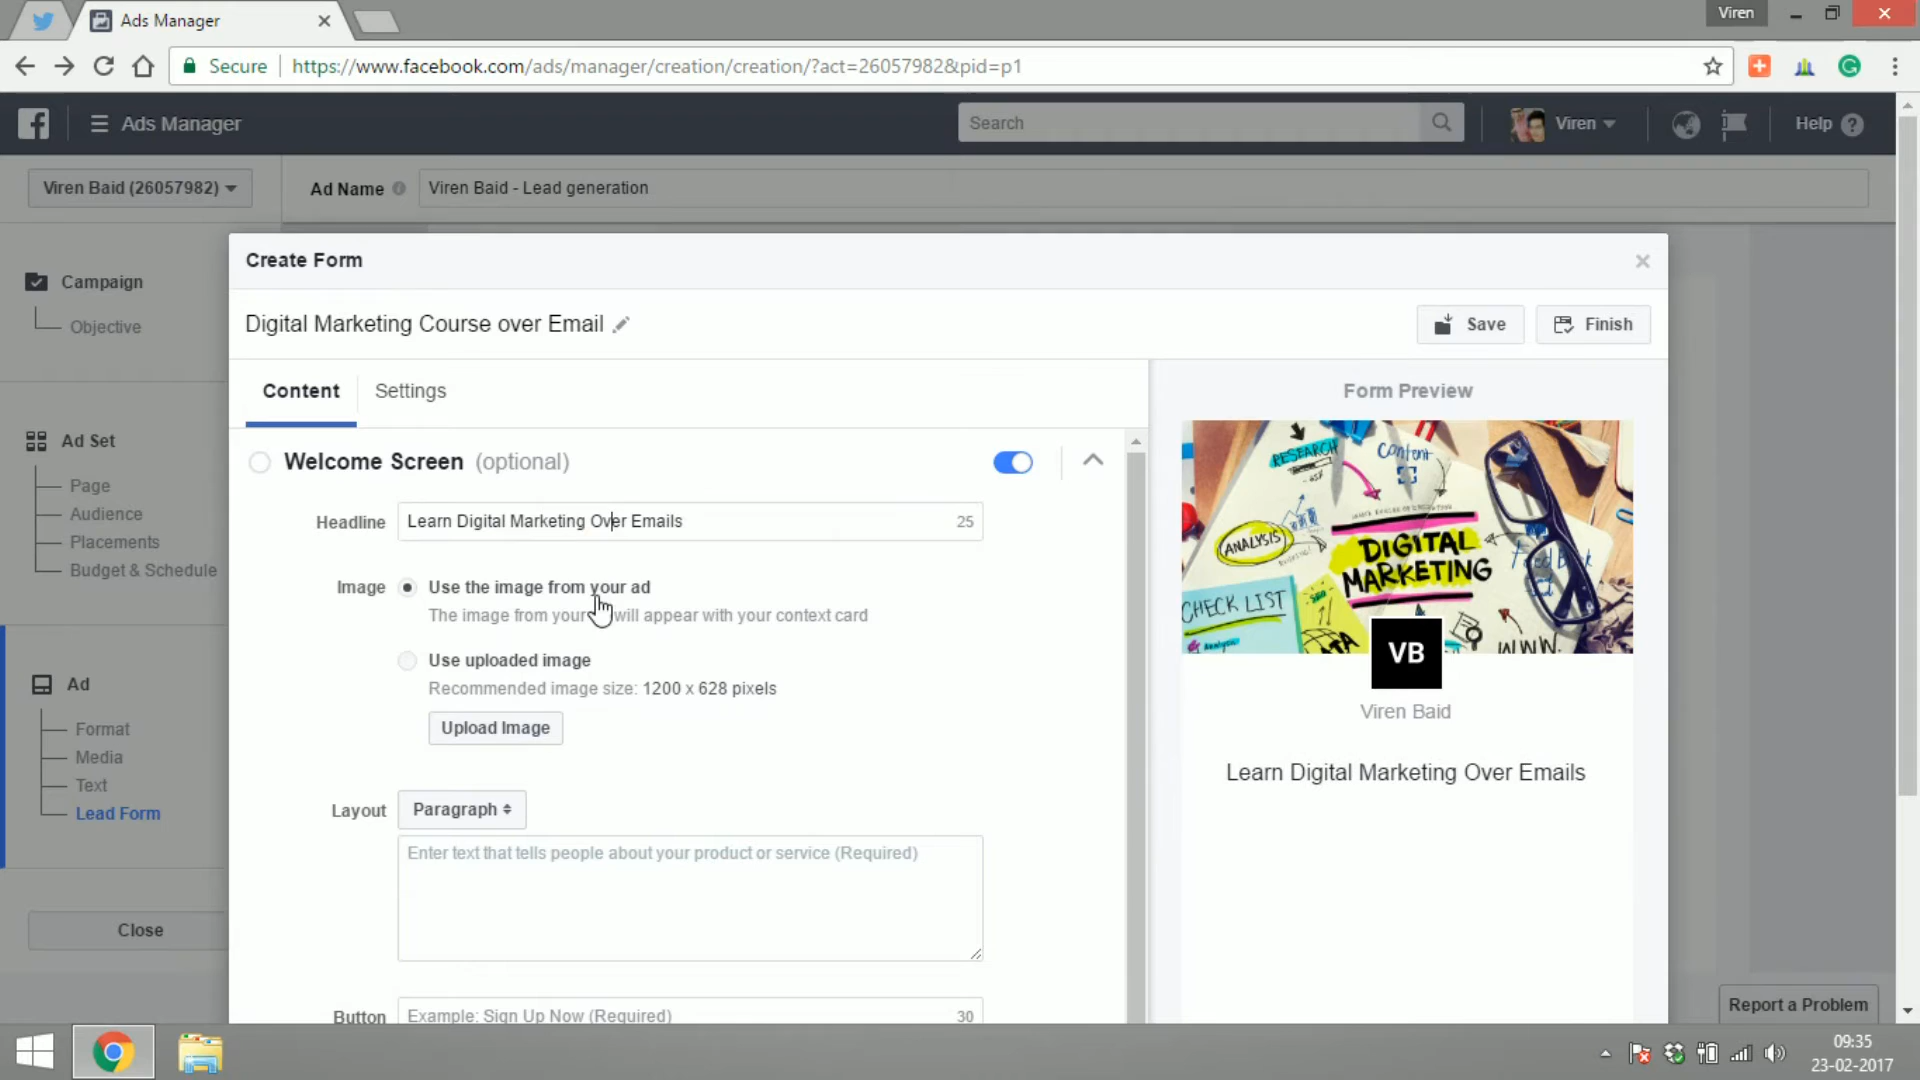 Ads Manager
Viren
Secure
https://www.facebook.com/ads/manager/creation/creation/?act=26057982&pid=p1
Ads Manager
Search
Viren
Help
Viren Baid (26057982)
Ad Name
Viren Baid - Lead generation
Campaign
Objective
Ad Set
Page
Audience
Placements
Budget & Schedule
Ad
Format
Media
Text
Lead Form
Close
Create Form
Digital Marketing Course over Email
Save
Finish
Content
Settings
Welcome Screen (optional)
Headline
Learn Digital Marketing Over Emails
25
Image
Use the image from your ad
The image from your will appear with your context card
Use uploaded image
Recommended image size: 1200 x 628 pixels
Upload Image
Layout
Paragraph
Enter text that tells people about your product or service (Required)
Button
Example: Sign Up Now (Required)
30
Form Preview
RESEARCH
Content
ANALYSIS
DIGITAL
MARKETING
CHECK LIST
WWW.
VB
Viren Baid
Learn Digital Marketing Over Emails
Report a Problem
09:35
23-02-2017